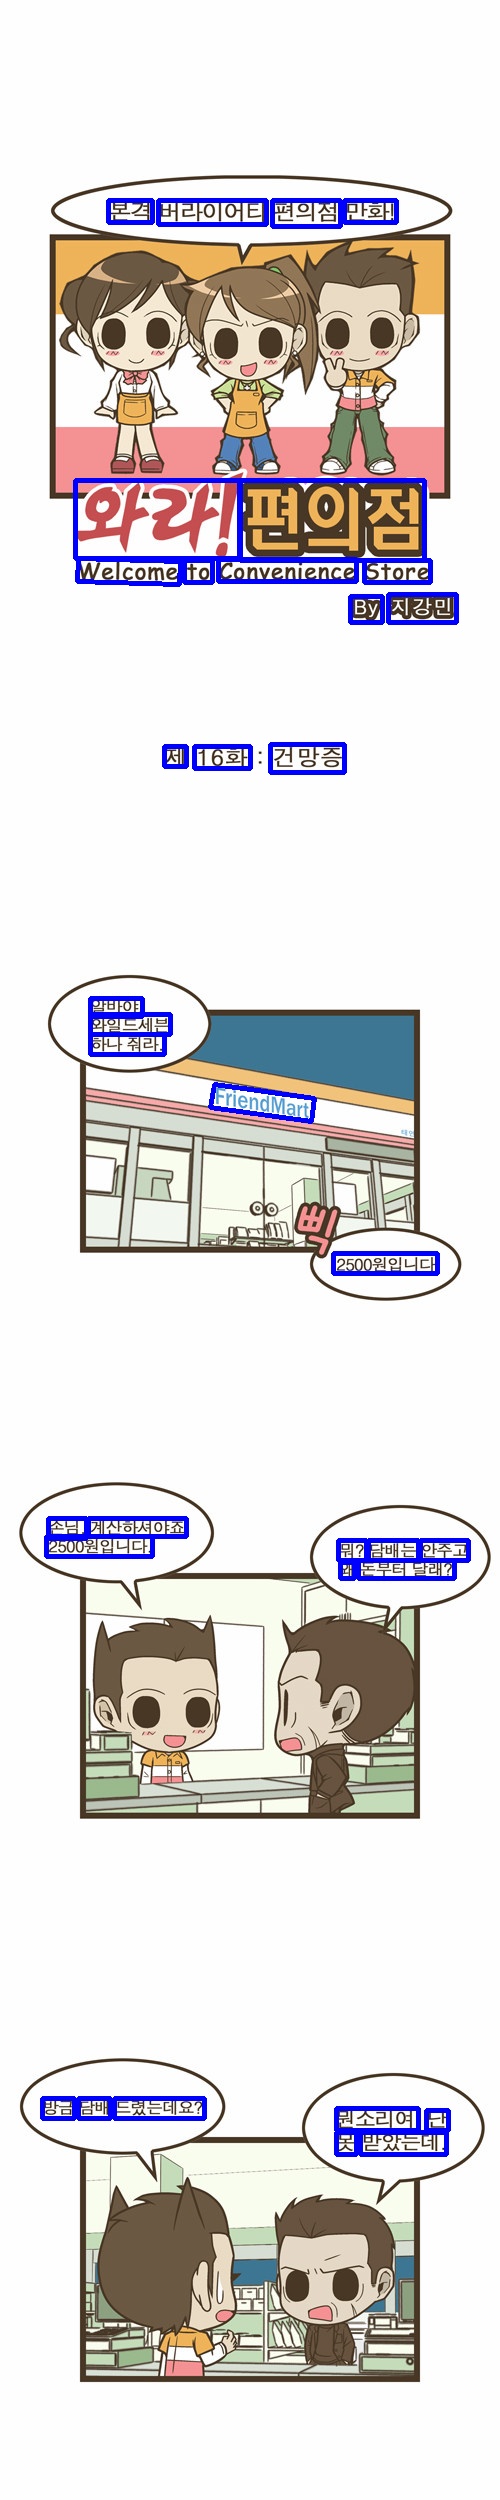 본격 버라이어티 편의점 만화!
와라! 편의점
Welcome to Convenience Store
By 지강민
제 16화 : 건망증
알바야
와일드세븐
하나 줘라.
FriendMart
삑
2500원입니다
손님, 계산하셔야죠
2500원입니다.
뭐? 담배는 안주고
왜 돈부터 달래?
방금 담배 드렸는데요?
뭔소리여 난
못 받았는데.